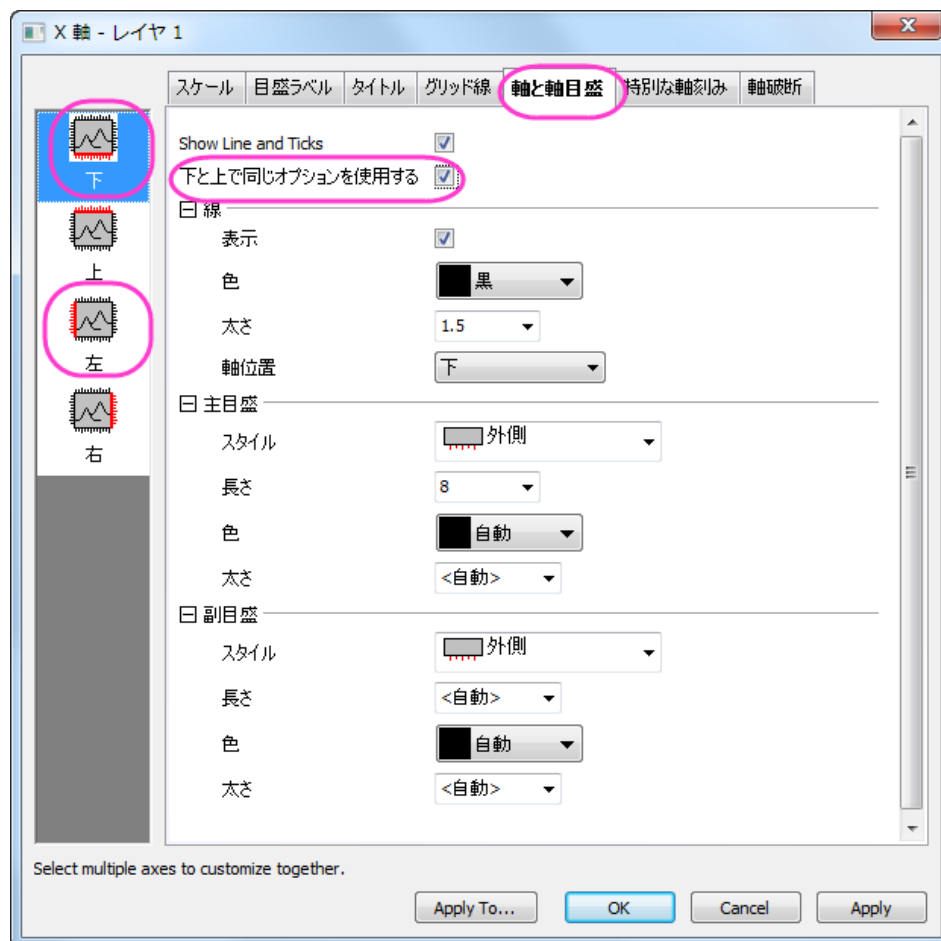 X 軸 - レイヤ 1
スケール 目盛ラベル タイトル グリッド線 軸と軸目盛 特別な軸刻み 軸破断
下
上
左
右
Show Line and Ticks
下と上で同じオプションを使用する
線
表示
色 黒
太さ 1.5
軸位置 下
主目盛
スタイル 外側
長さ 8
色 自動
太さ <自動>
副目盛
スタイル 外側
長さ <自動>
色 自動
太さ <自動>
Select multiple axes to customize together.
Apply To... OK Cancel Apply